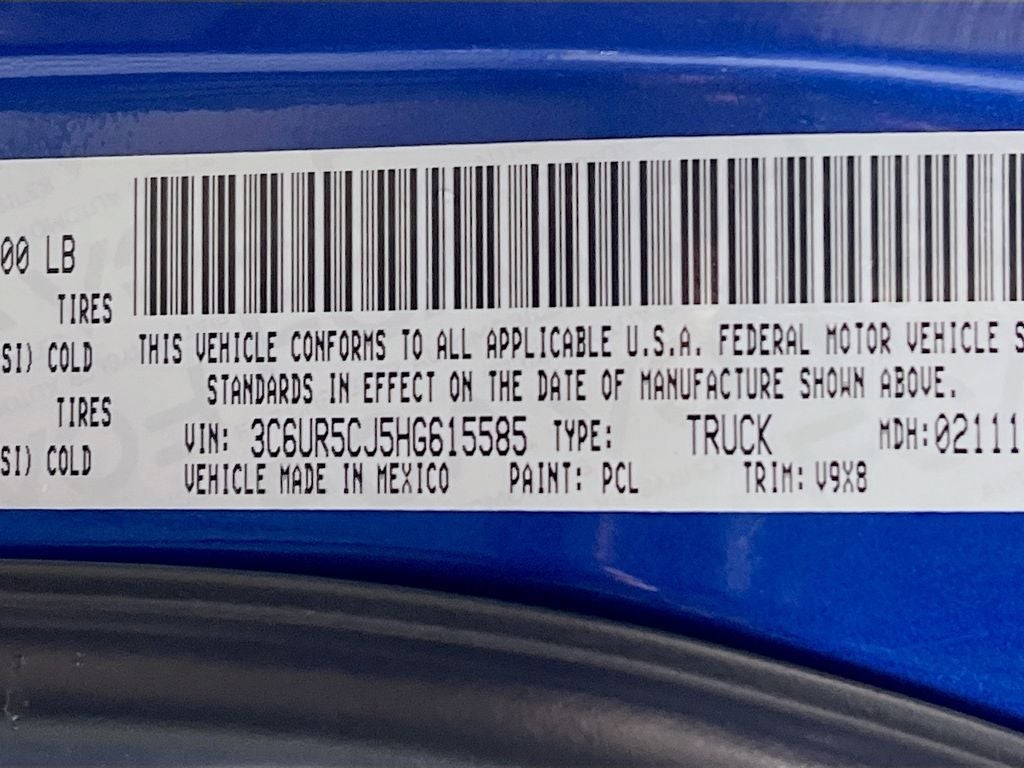 00 LB
TIRES
SI) COLD
TIRES
SI) COLD
THIS VEHICLE CONFORMS TO ALL APPLICABLE U.S.A. FEDERAL MOTOR VEHICLE S
STANDARDS IN EFFECT ON THE DATE OF MANUFACTURE SHOWN ABOVE.
VIN: 3C6UR5CJ5HG615585 TYPE: TRUCK MDH:02111
VEHICLE MADE IN MEXICO PAINT: PCL TRIM: V9X8